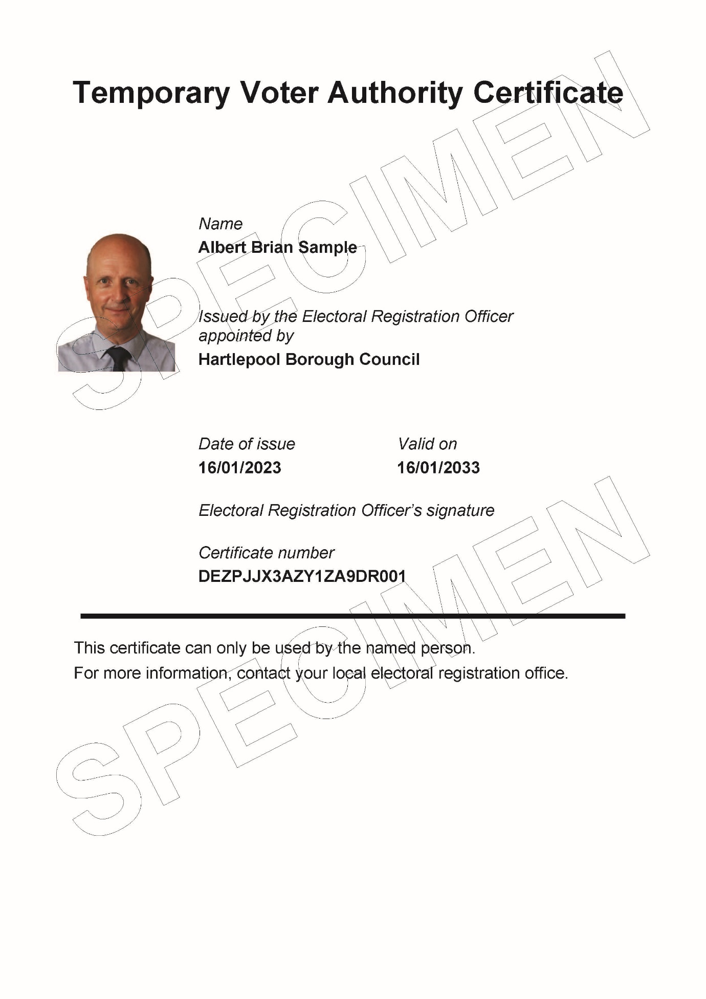 Temporary Voter Authority Certificate
Name
Albert Brian Sample
Issued by the Electoral Registration Officer
appointed by
Hartlepool Borough Council
Date of issue Valid on
16/01/2023 16/01/2033
Electoral Registration Officer’s signature
Certificate number
DEZPJJX3AZY1ZA9DR001
This certificate can only be used by the named person.
For more information, contact your local electoral registration office.
SPECIMEN
SPECIMEN